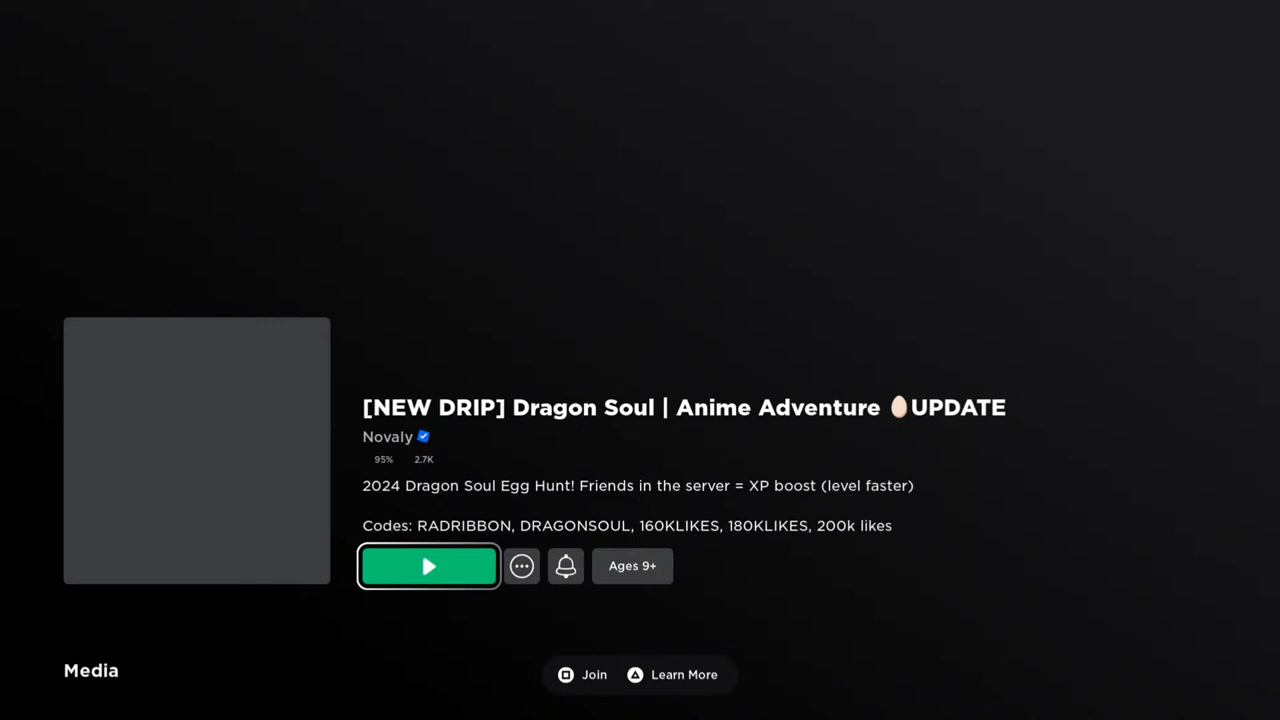 [NEW DRIP] Dragon Soul | Anime Adventure 🥚UPDATE
Novaly
95% 2.7K
2024 Dragon Soul Egg Hunt! Friends in the server = XP boost (level faster)
Codes: RADRIBBON, DRAGONSOUL, 160KLIKES, 180KLIKES, 200k likes
Ages 9+
Media
Join Learn More